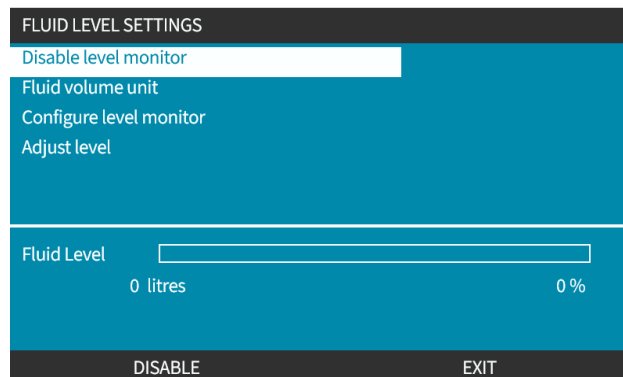 FLUID LEVEL SETTINGS
Disable level monitor
Fluid volume unit
Configure level monitor
Adjust level
Fluid Level
0 litres 0 %
DISABLE EXIT